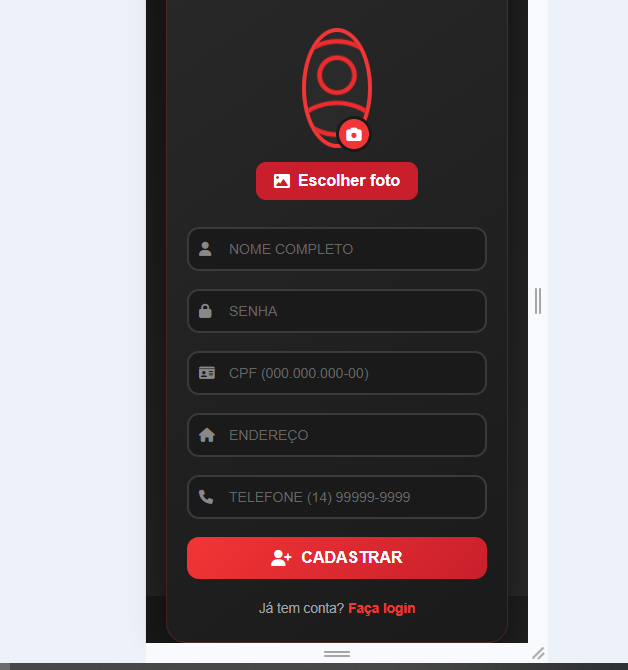 Escolher foto
NOME COMPLETO
SENHA
CPF (000.000.000-00)
ENDEREÇO
TELEFONE (14) 99999-9999
CADASTRAR
Já tem conta? Faça login